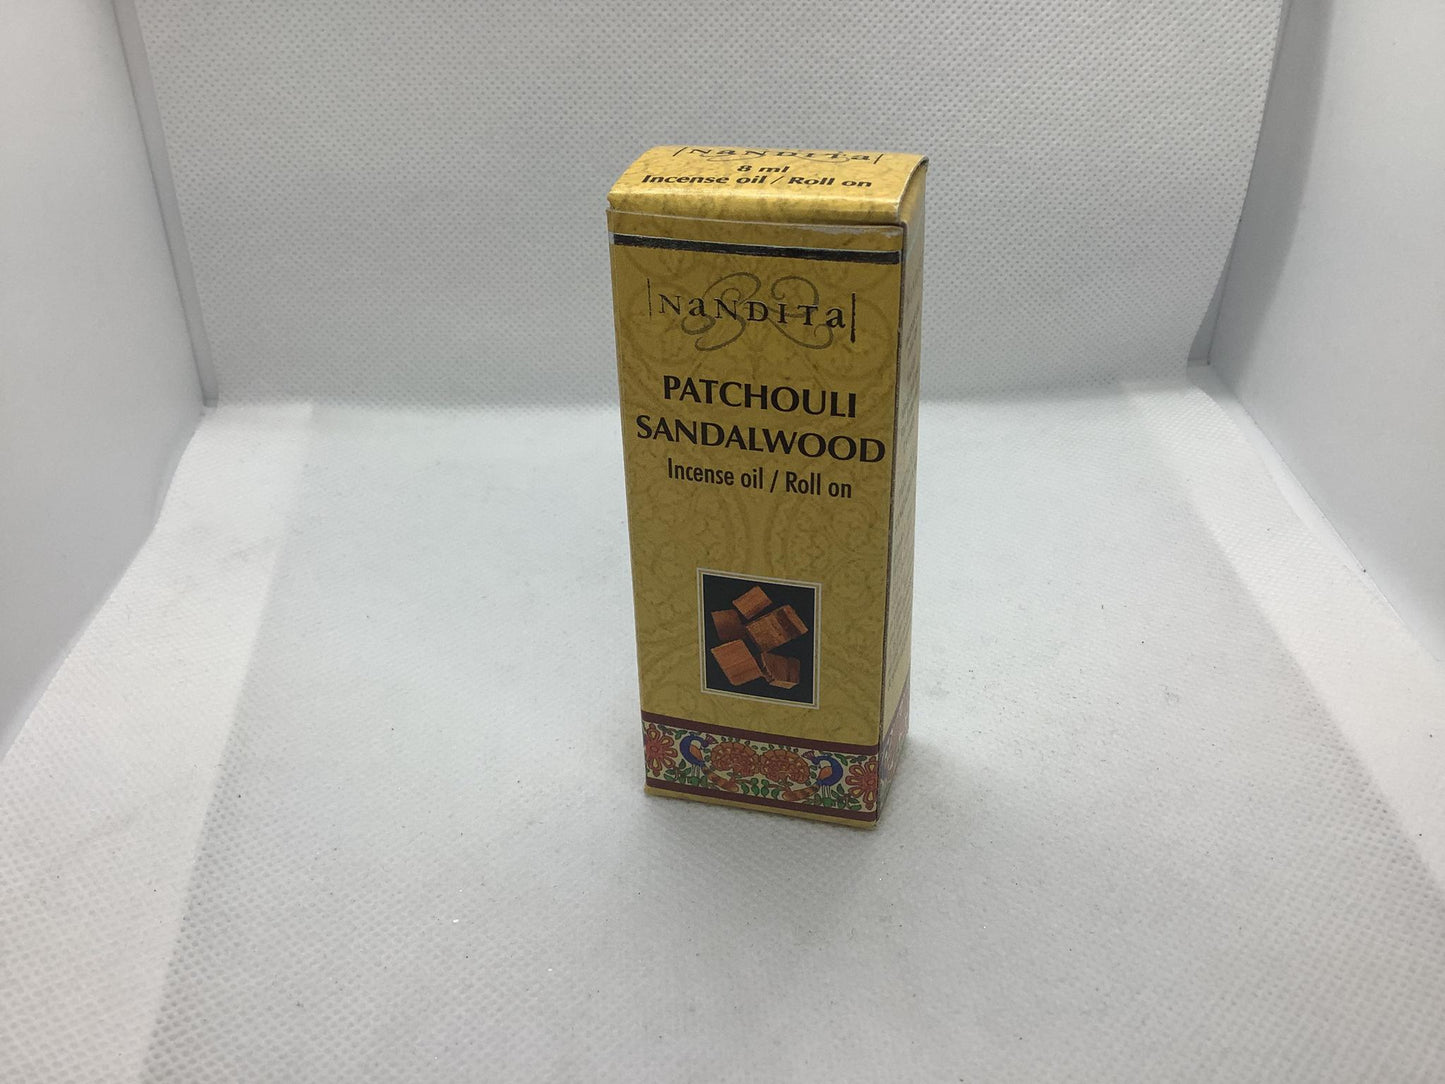 NaNDITa
8 ml
Incense oil / Roll on
NaNDITa
PATCHOULI
SANDALWOOD
Incense oil / Roll on